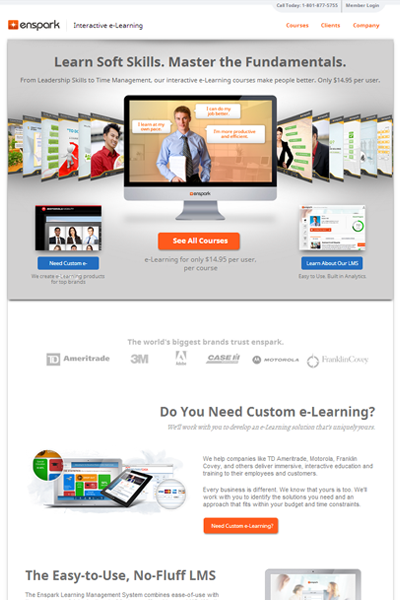 Call Today: 1-801-877-5755 Member Login
enspark Interactive e-Learning
Courses Clients Company
Learn Soft Skills. Master the Fundamentals.
From Leadership Skills to Time Management, our interactive e-Learning courses make people better. Only $14.95 per user.
I can do my
job better.
I learn at my
own pace.
I'm more productive
and efficient.
enspark
See All Courses
e-Learning for only $14.95 per user.
per course
Need Custom e-
We create e-Learning products
for top brands
Learn About Our LMS
Easy to Use. Built in Analytics.
The world's biggest brands trust enspark.
TD Ameritrade 3M Adobe CASE IH MOTOROLA FranklinCovey
Do You Need Custom e-Learning?
We'll work with you to develop an e-Learning solution that's uniquely yours.
We help companies like TD Ameritrade, Motorola, Franklin
Covey, and others deliver immersive, interactive education and
training to their employees and customers.
Every business is different. We know that yours is too. We'll
work with you to identify the solutions you need and an
approach that fits within your budget and time constraints.
Need Custom e-Learning?
The Easy-to-Use, No-Fluff LMS
The Enspark Learning Management System combines ease-of-use with